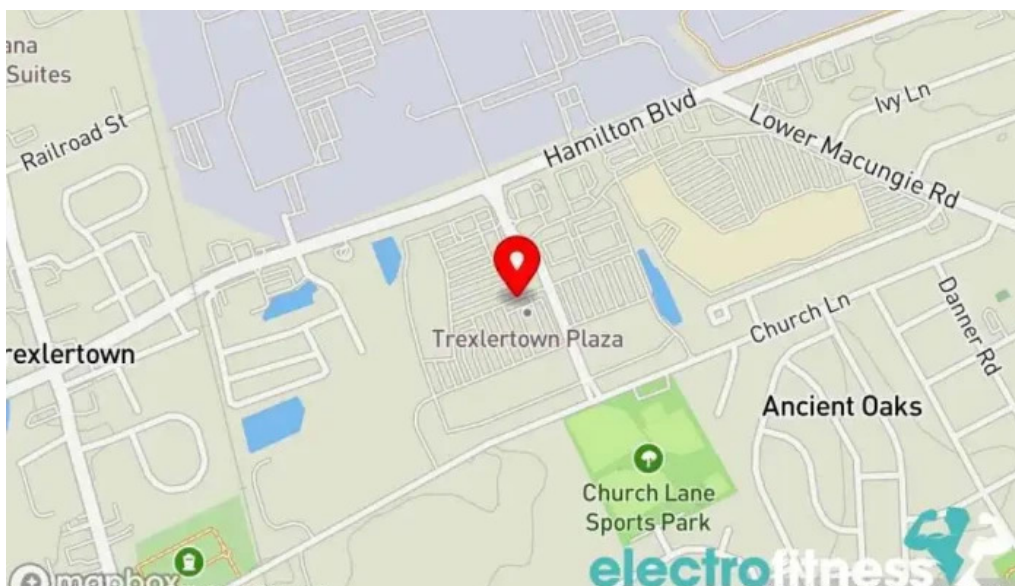 ana
Suites
Railroad St
Hamilton Blvd
Ivy Ln
Lower Macungie Rd
Trexlertown Plaza
Church Ln
Danner Rd
rexlertown
Ancient Oaks
Church Lane
Sports Park
mapbox
electrofitness